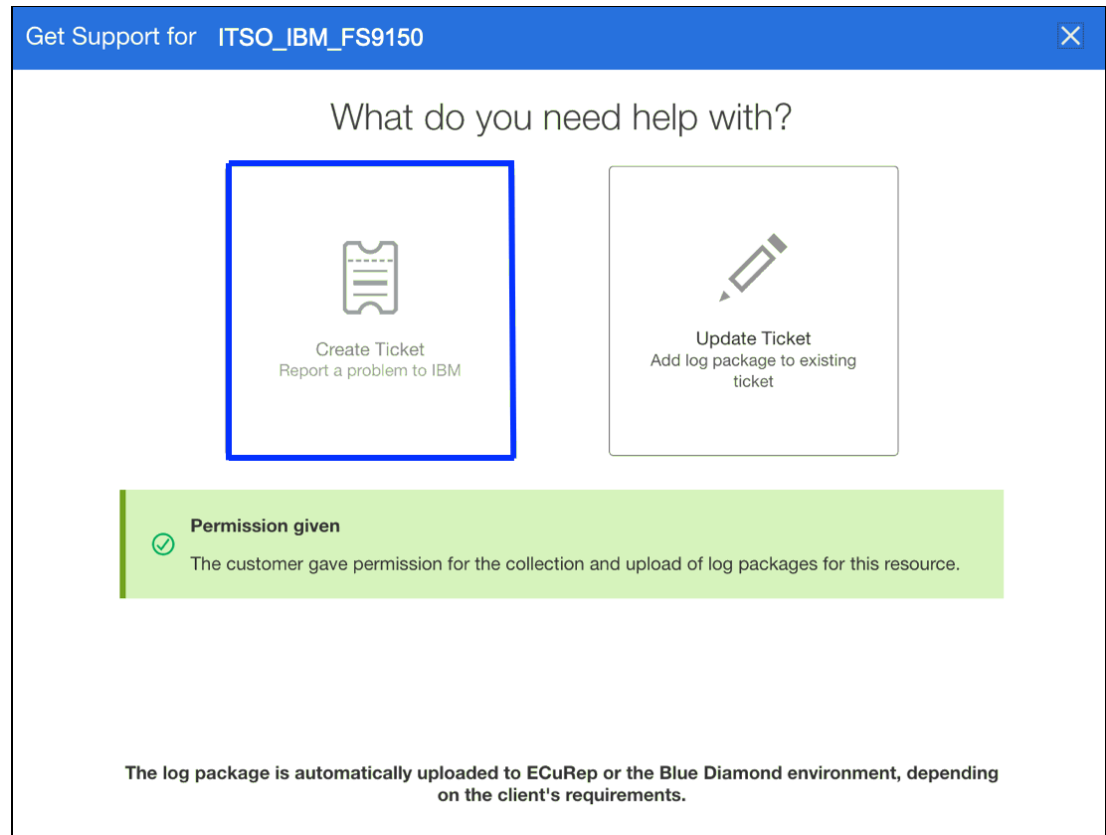 Get Support for ITSO_IBM_FS9150
What do you need help with?
Create Ticket
Report a problem to IBM
Update Ticket
Add log package to existing
ticket
Permission given
The customer gave permission for the collection and upload of log packages for this resource.
The log package is automatically uploaded to ECuRep or the Blue Diamond environment, depending
on the client's requirements.